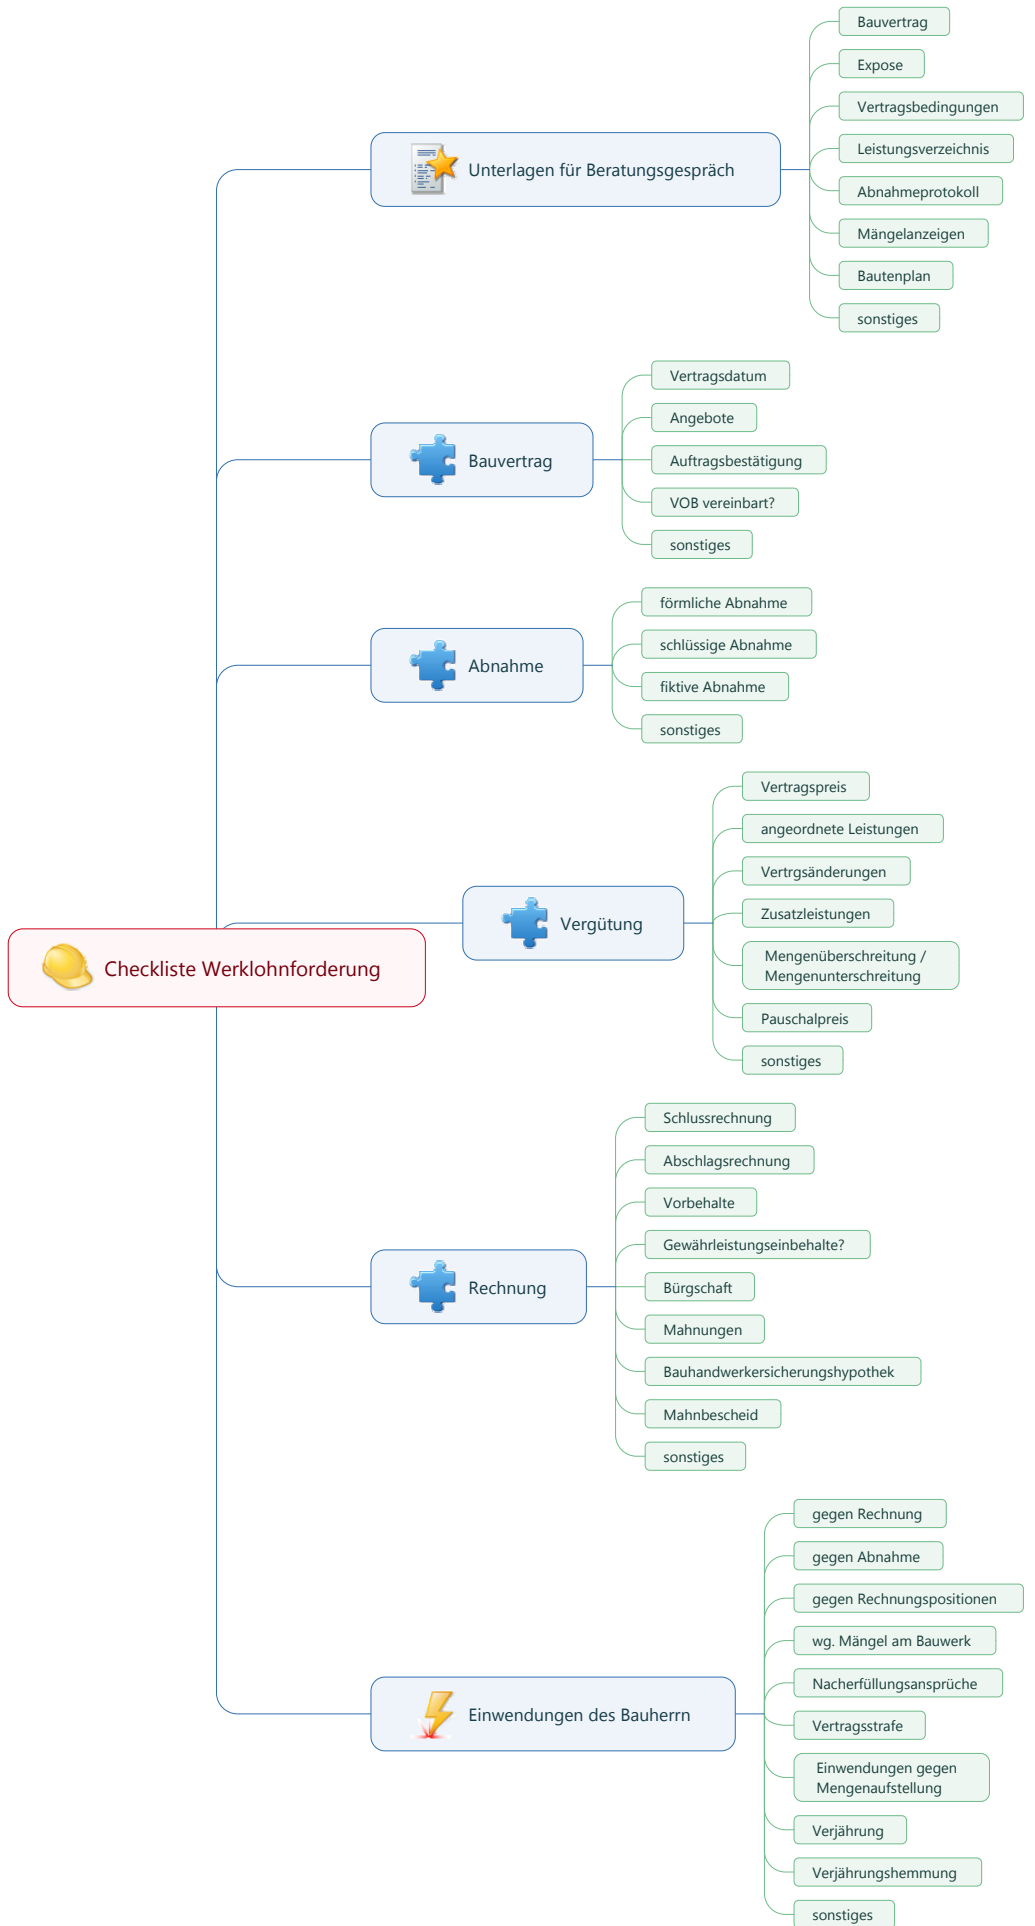 Checkliste Werklohnforderung
Unterlagen für Beratungsgespräch
Bauvertrag
Expose
Vertragsbedingungen
Leistungsverzeichnis
Abnahmeprotokoll
Mängelanzeigen
Bautenplan
sonstiges
Bauvertrag
Vertragsdatum
Angebote
Auftragsbestätigung
VOB vereinbart?
sonstiges
Abnahme
förmliche Abnahme
schlüssige Abnahme
fiktive Abnahme
sonstiges
Vergütung
Vertragspreis
angeordnete Leistungen
Vertrgsänderungen
Zusatzleistungen
Mengenüberschreitung /
Mengenunterschreitung
Pauschalpreis
sonstiges
Rechnung
Schlussrechnung
Abschlagsrechnung
Vorbehalte
Gewährleistungseinbehalte?
Bürgschaft
Mahnungen
Bauhandwerkersicherungshypothek
Mahnbescheid
sonstiges
Einwendungen des Bauherrn
gegen Rechnung
gegen Abnahme
gegen Rechnungspositionen
wg. Mängel am Bauwerk
Nacherfüllungsansprüche
Vertragsstrafe
Einwendungen gegen
Mengenaufstellung
Verjährung
Verjährungshemmung
sonstiges